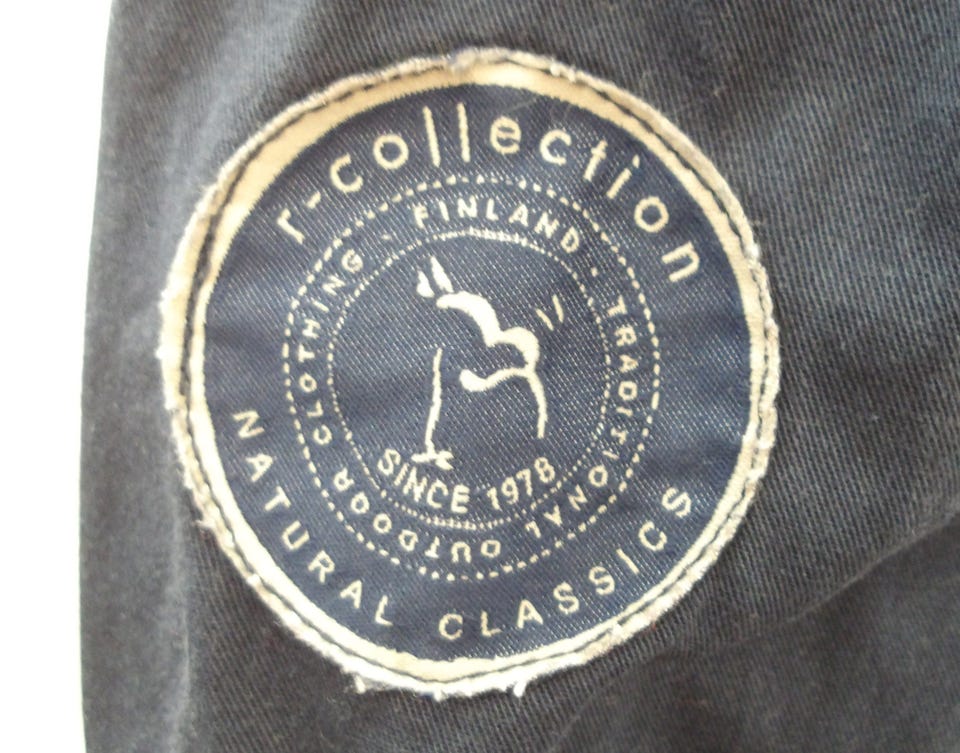 r-collection
FINLAND · TRADITIONAL OUTDOOR CLOTHING ·
SINCE 1978
NATURAL CLASSICS